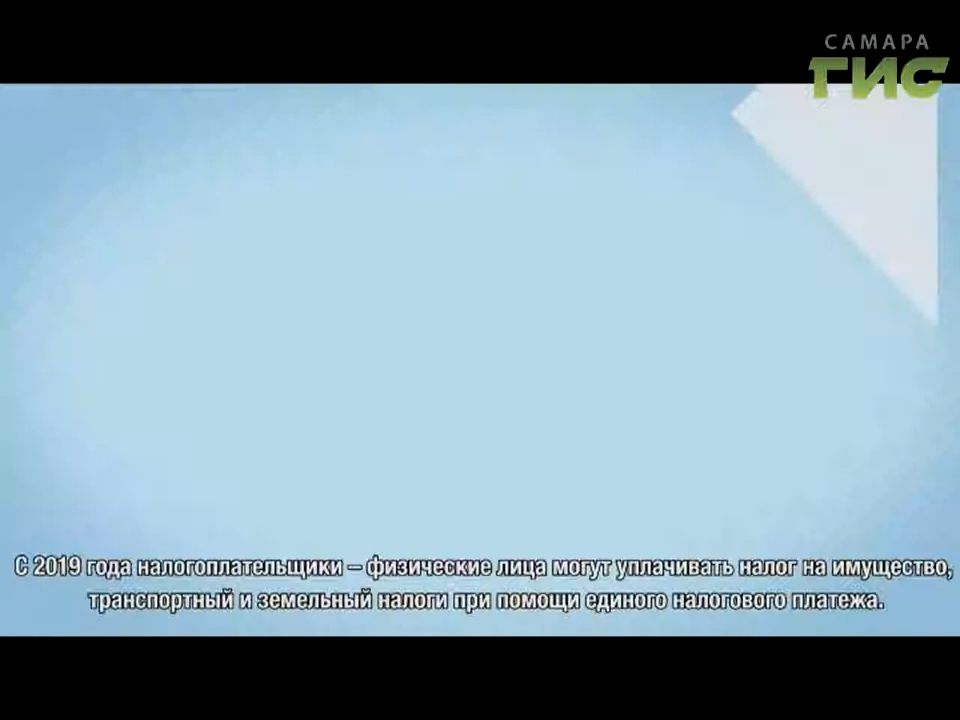 САМАРА
ГИС
С 2019 года налогоплательщики – физические лица могут уплачивать налог на имущество,
транспортный и земельный налоги при помощи единого налогового платежа.